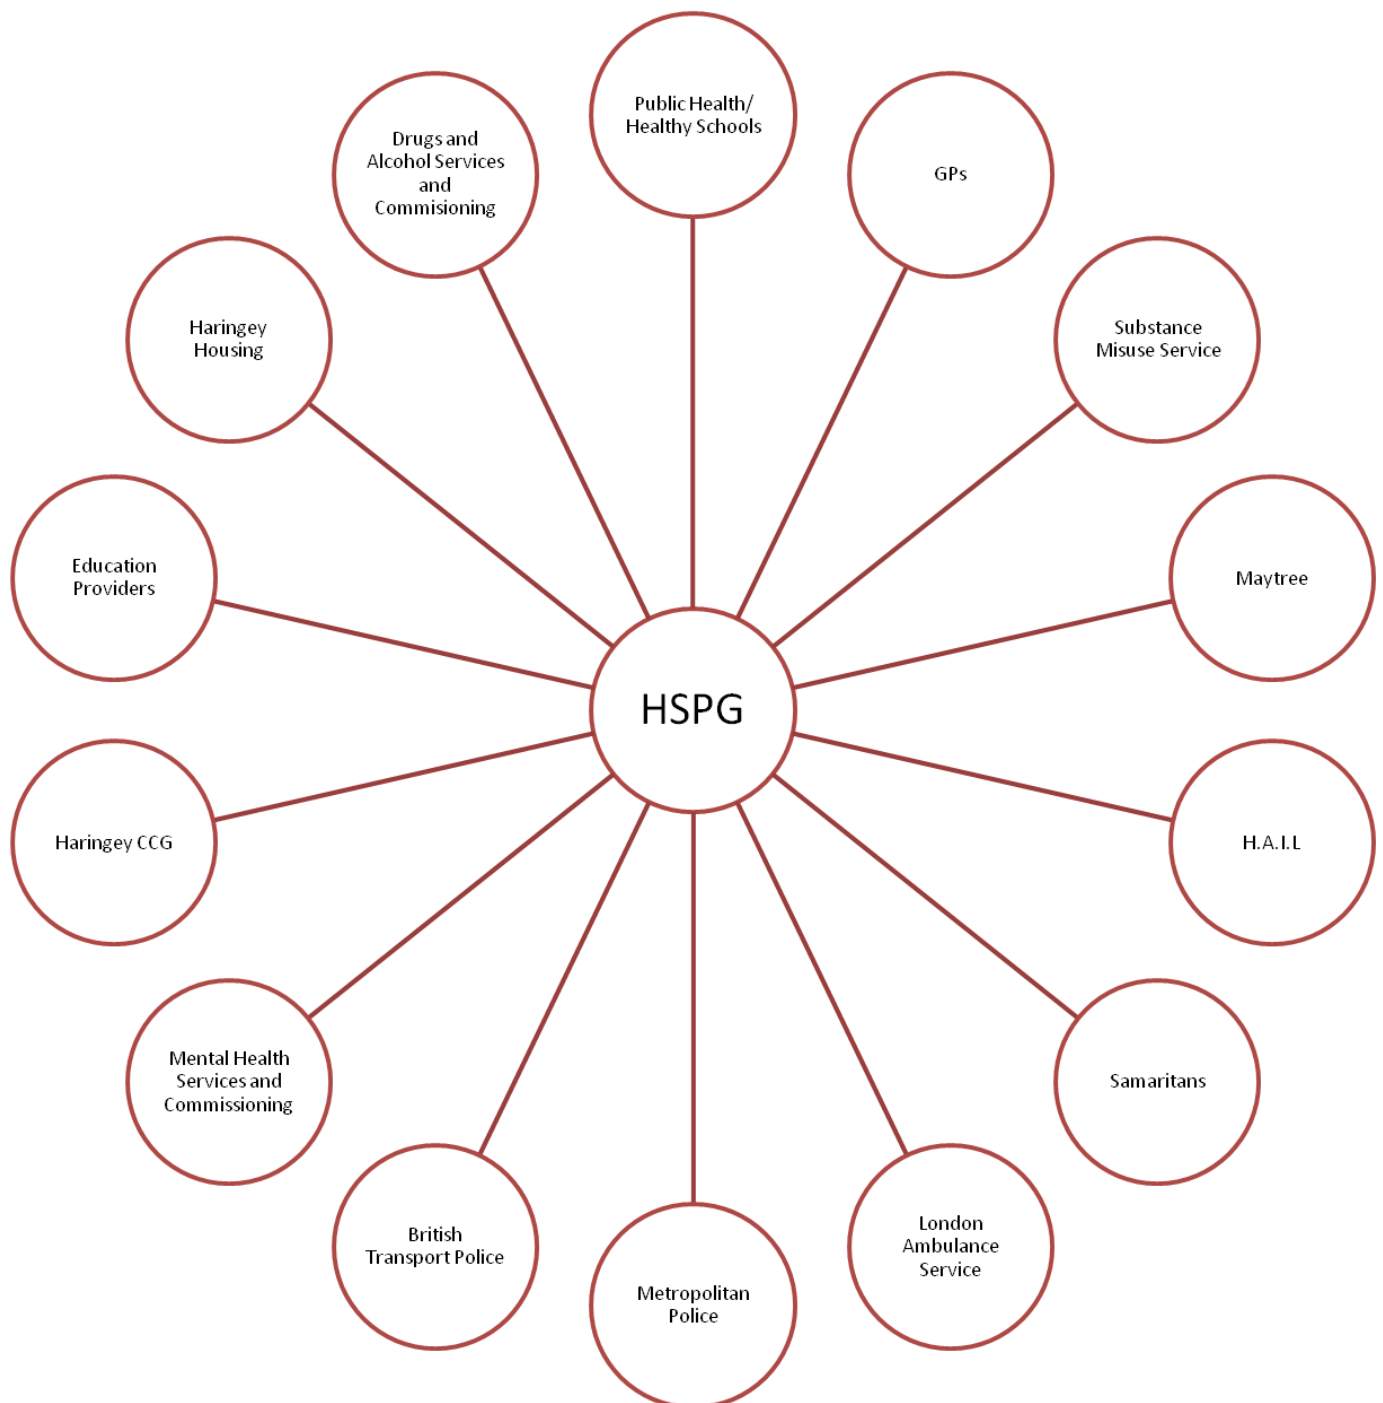 Public Health/
Healthy Schools
GPs
Substance
Misuse Service
Maytree
H.A.I.L
Samaritans
London
Ambulance
Service
Metropolitan
Police
British
Transport Police
Mental Health
Services and
Commissioning
Haringey CCG
Education
Providers
Haringey
Housing
Drugs and
Alcohol Services
and
Commisioning
HSPG